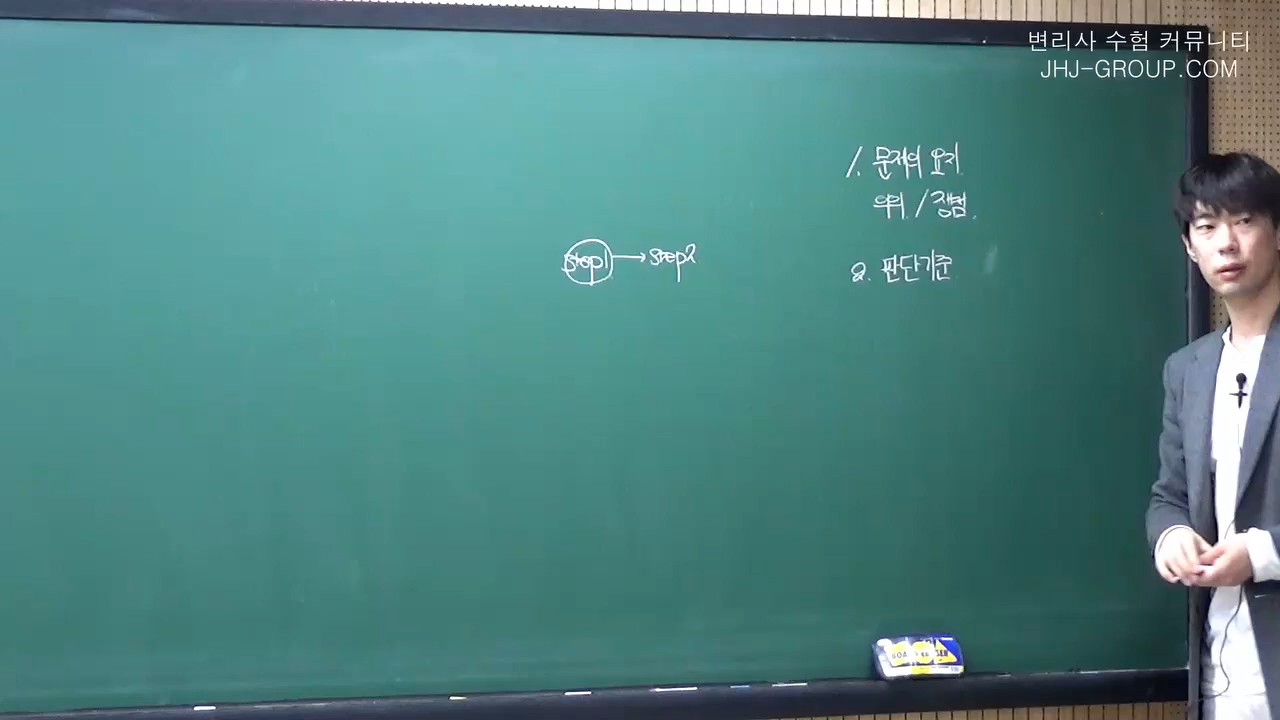 변리사 수험 커뮤니티
JHJ-GROUP.COM
1. 문제의 요지
의의 / 쟁점.
step1 → step2
2. 판단기준